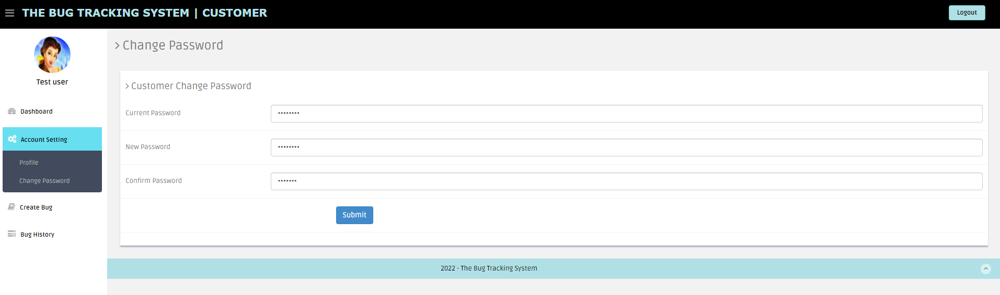 THE BUG TRACKING SYSTEM | CUSTOMER
Logout
Test user
Dashboard
Account Setting
Profile
Change Password
Create Bug
Bug History
> Change Password
> Customer Change Password
Current Password ••••••••
New Password ••••••••
Confirm Password •••••••
Submit
2022 - The Bug Tracking System